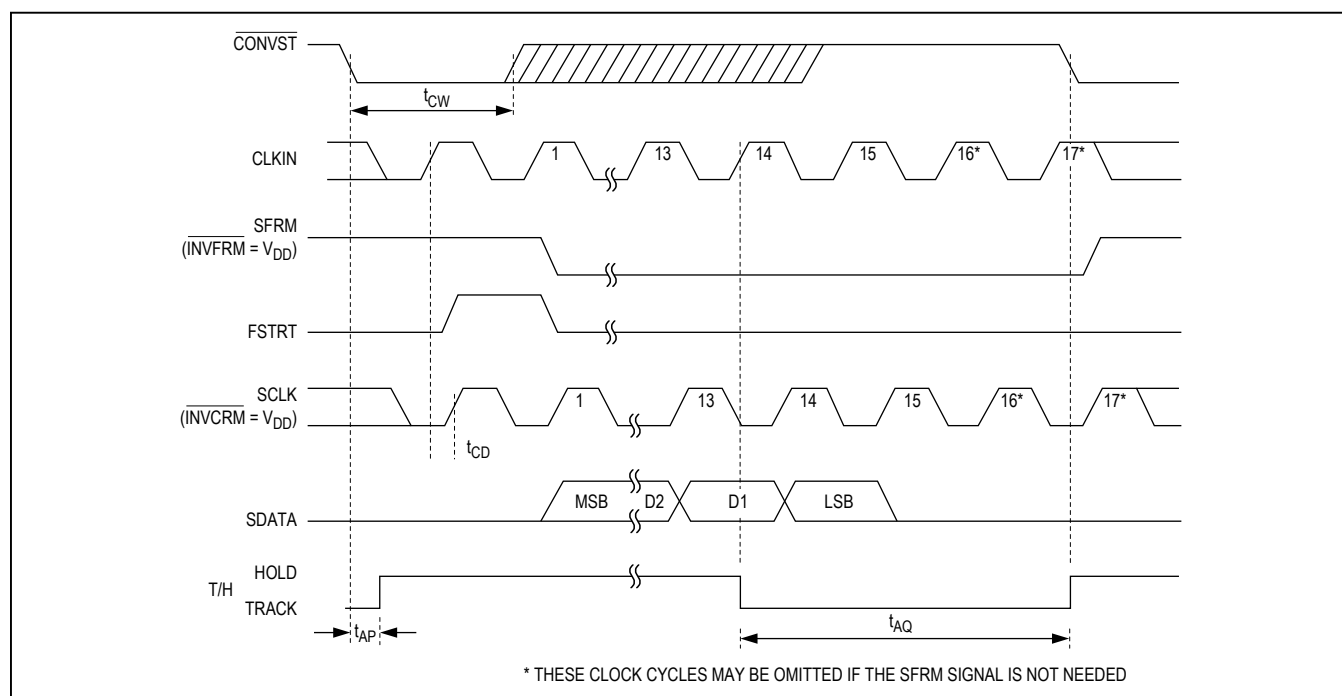 CONVST
tCW
CLKIN 1 13 14 15 16* 17*
SFRM
(INVFRM = VDD)
FSTRT
SCLK 1 13 14 15 16* 17*
(INVCRM = VDD)
tCD
MSB D2 D1 LSB
SDATA
HOLD
T/H
TRACK
tAP
tAQ
* THESE CLOCK CYCLES MAY BE OMITTED IF THE SFRM SIGNAL IS NOT NEEDED